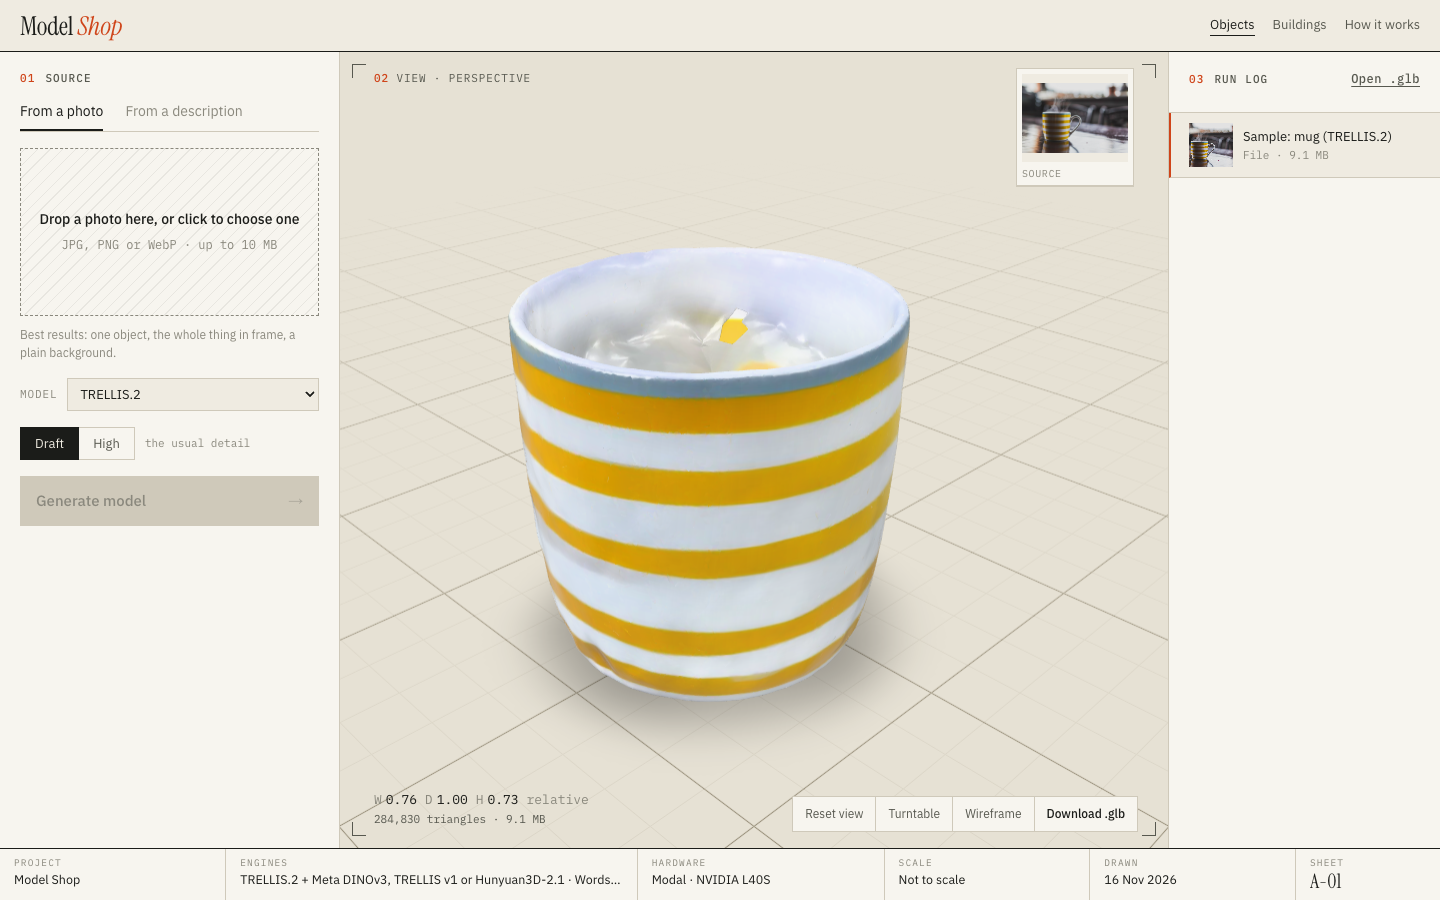 Model Shop
Objects Buildings How it works
01 SOURCE
From a photo From a description
Drop a photo here, or click to choose one
JPG, PNG or WebP · up to 10 MB
Best results: one object, the whole thing in frame, a
plain background.
MODEL TRELLIS.2
Draft High the usual detail
Generate model →
02 VIEW · PERSPECTIVE
SOURCE
W 0.76 D 1.00 H 0.73 relative
284,830 triangles · 9.1 MB
Reset view Turntable Wireframe Download .glb
03 RUN LOG Open .glb
Sample: mug (TRELLIS.2)
File · 9.1 MB
PROJECT
Model Shop
ENGINES
TRELLIS.2 + Meta DINOv3, TRELLIS v1 or Hunyuan3D-2.1 · Words...
HARDWARE
Modal · NVIDIA L40S
SCALE
Not to scale
DRAWN
16 Nov 2026
SHEET
A-01